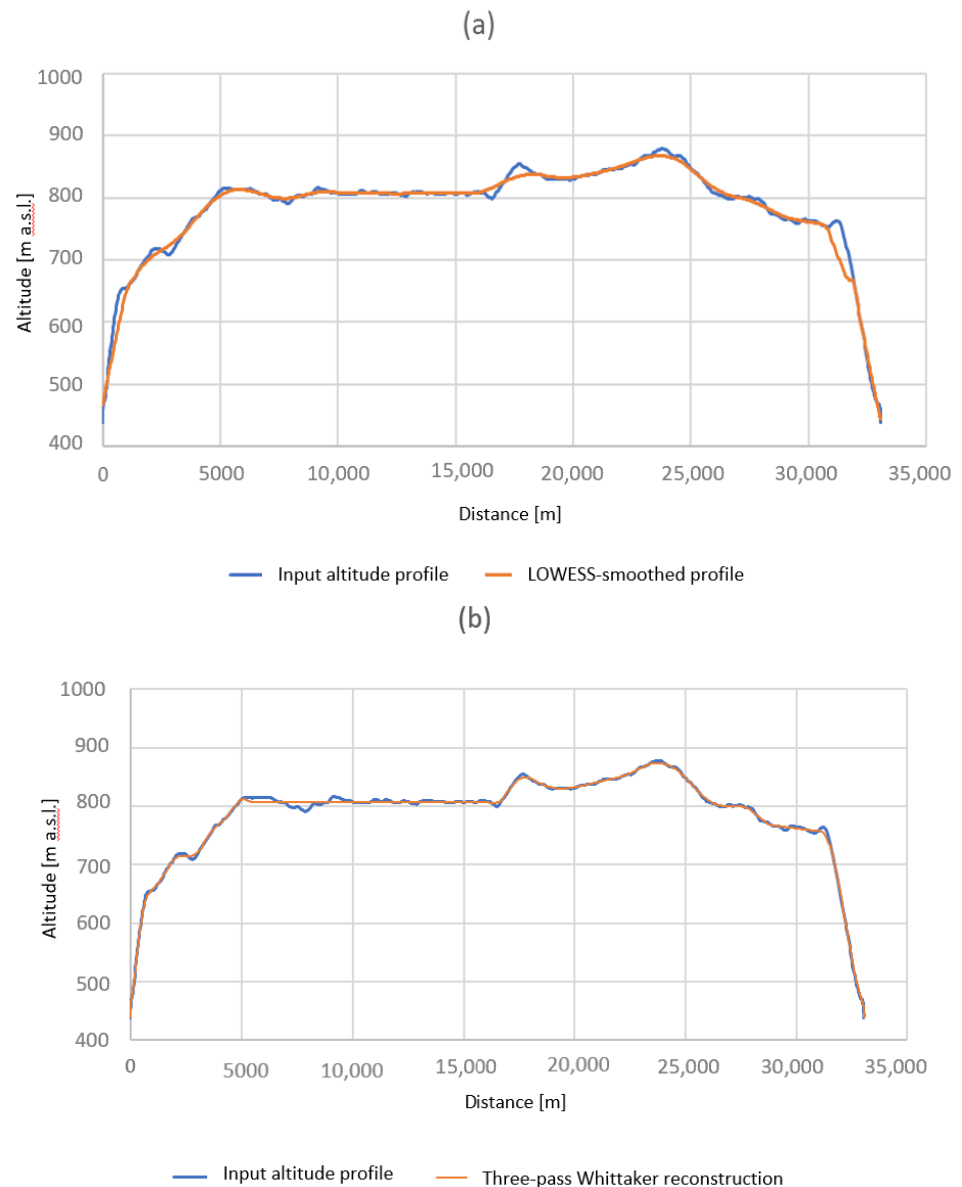 (a)
1000
900
800
700
600
500
400
Altitude [m a.s.l.]
0 5000 10,000 15,000 20,000 25,000 30,000 35,000
Distance [m]
Input altitude profile LOWESS-smoothed profile
(b)
1000
900
800
700
600
500
400
Altitude [m a.s.l.]
0 5000 10,000 15,000 20,000 25,000 30,000 35,000
Distance [m]
Input altitude profile Three-pass Whittaker reconstruction